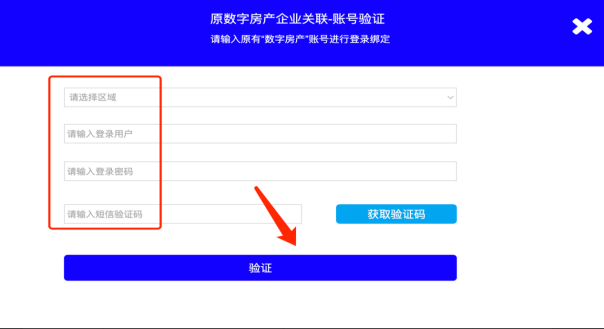 原数字房产企业关联-账号验证
请输入原有"数字房产"账号进行登录绑定
请选择区域
请输入登录用户
请输入登录密码
请输入短信验证码
获取验证码
验证